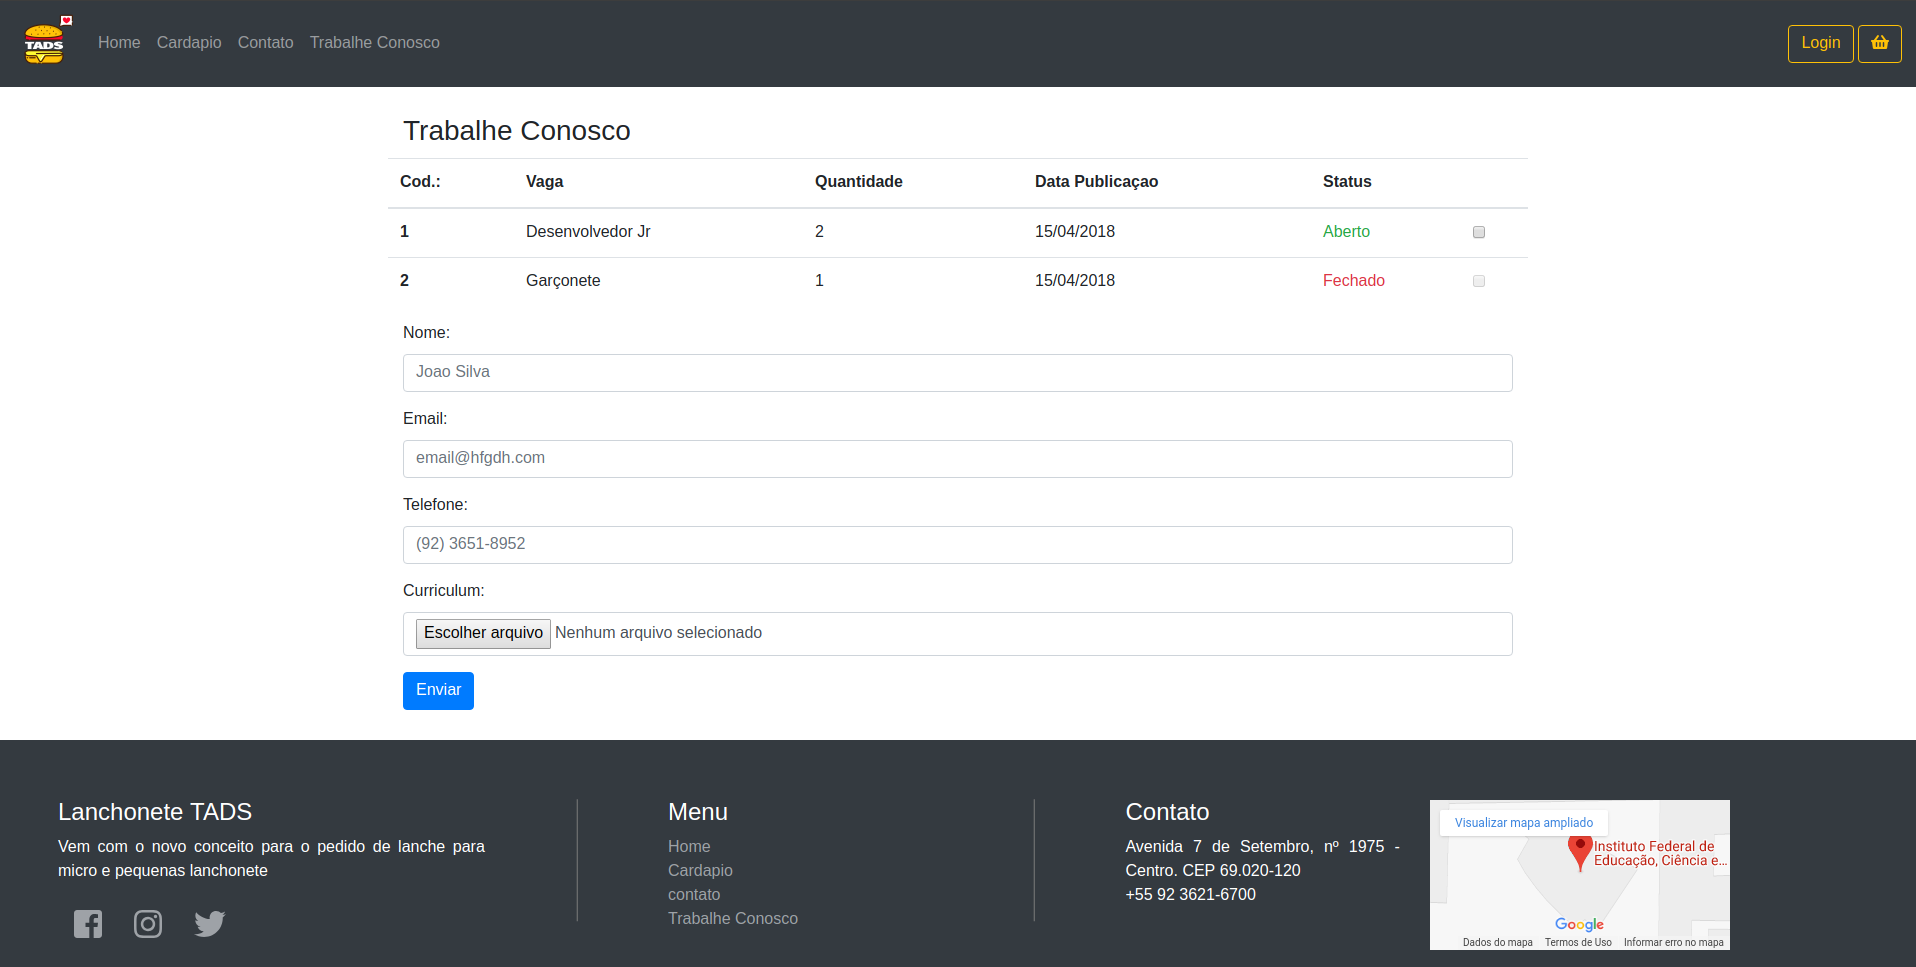 TADS
Home Cardapio Contato Trabalhe Conosco
Login
Trabalhe Conosco
Cod.: Vaga Quantidade Data Publicaçao Status
1 Desenvolvedor Jr 2 15/04/2018 Aberto
2 Garçonete 1 15/04/2018 Fechado
Nome:
Joao Silva
Email:
email@hfgdh.com
Telefone:
(92) 3651-8952
Curriculum:
Escolher arquivo Nenhum arquivo selecionado
Enviar
Lanchonete TADS
Vem com o novo conceito para o pedido de lanche para
micro e pequenas lanchonete
Menu
Home
Cardapio
contato
Trabalhe Conosco
Contato
Avenida 7 de Setembro, nº 1975 -
Centro. CEP 69.020-120
+55 92 3621-6700
Visualizar mapa ampliado
Instituto Federal de
Educação, Ciência e...
Google
Dados do mapa Termos de Uso Informar erro no mapa